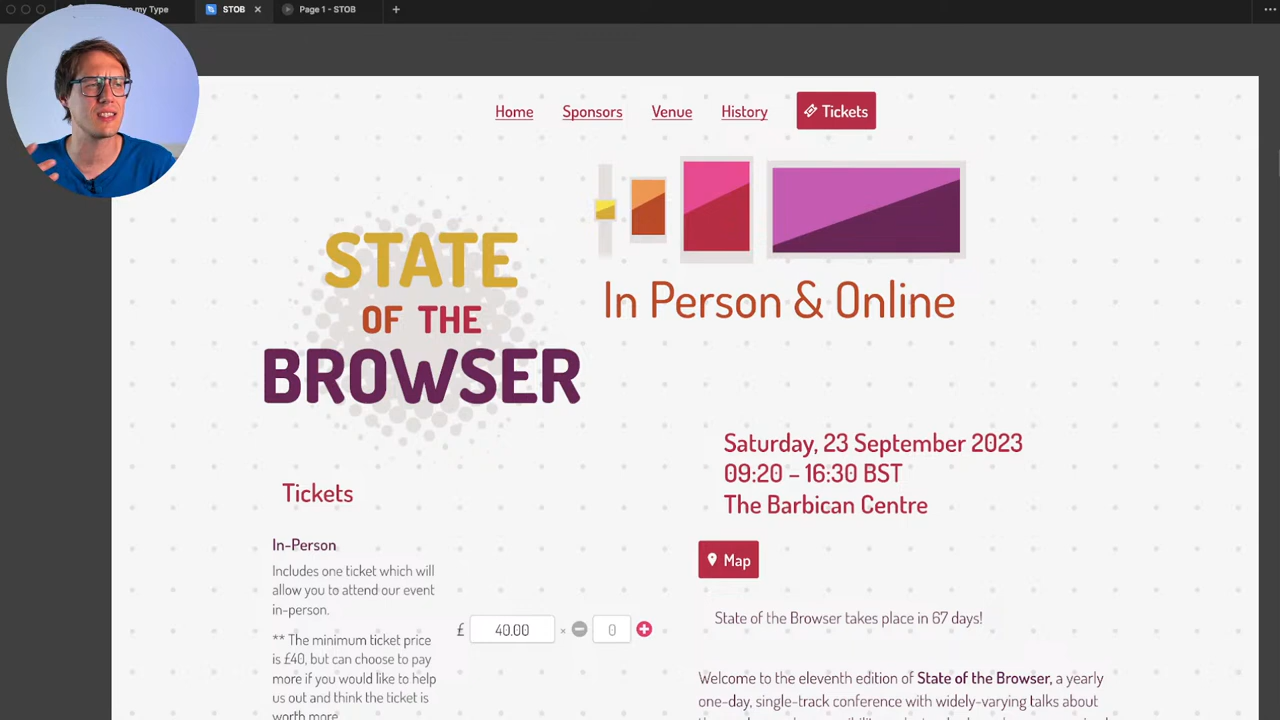 my Type
STOB
Page 1 - STOB
Home
Sponsors
Venue
History
Tickets
STATE
OF THE
BROWSER
In Person & Online
Saturday, 23 September 2023
09:20 – 16:30 BST
The Barbican Centre
Map
State of the Browser takes place in 67 days!
Welcome to the eleventh edition of State of the Browser, a yearly
one-day, single-track conference with widely-varying talks about
Tickets
In-Person
Includes one ticket which will
allow you to attend our event
in-person.
** The minimum ticket price
is £40, but can choose to pay
more if you would like to help
us out and think the ticket is
worth more
£ 40.00 × 0